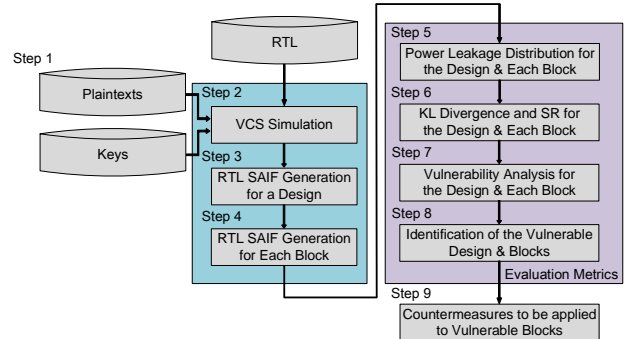 Step 1
RTL
Plaintexts
Keys
Step 2
VCS Simulation
Step 3
RTL SAIF Generation
for a Design
Step 4
RTL SAIF Generation
for Each Block
Step 5
Power Leakage Distribution for
the Design & Each Block
Step 6
KL Divergence and SR for
the Design & Each Block
Step 7
Vulnerability Analysis for
the Design & Each Block
Step 8
Identification of the Vulnerable
Design & Blocks
Evaluation Metrics
Step 9
Countermeasures to be applied
to Vulnerable Blocks